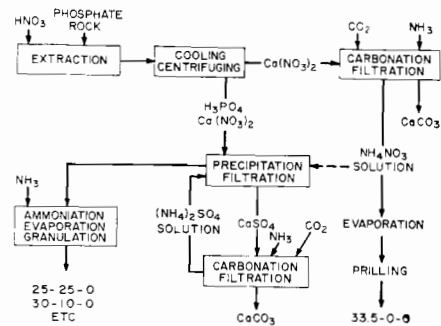 HNO3
PHOSPHATE
ROCK
EXTRACTION
COOLING
CENTRIFUGING
Ca(NO3)2
CO2
NH3
CARBONATION
FILTRATION
CaCO3
H3PO4
Ca(NO3)2
PRECIPITATION
FILTRATION
NH4NO3
SOLUTION
NH3
AMMONIATION
EVAPORATION
GRANULATION
(NH4)2SO4
SOLUTION
CaSO4
NH3
CO2
CARBONATION
FILTRATION
EVAPORATION
PRILLING
25-25-0
30-10-0
ETC
CaCO3
33.5-0-0